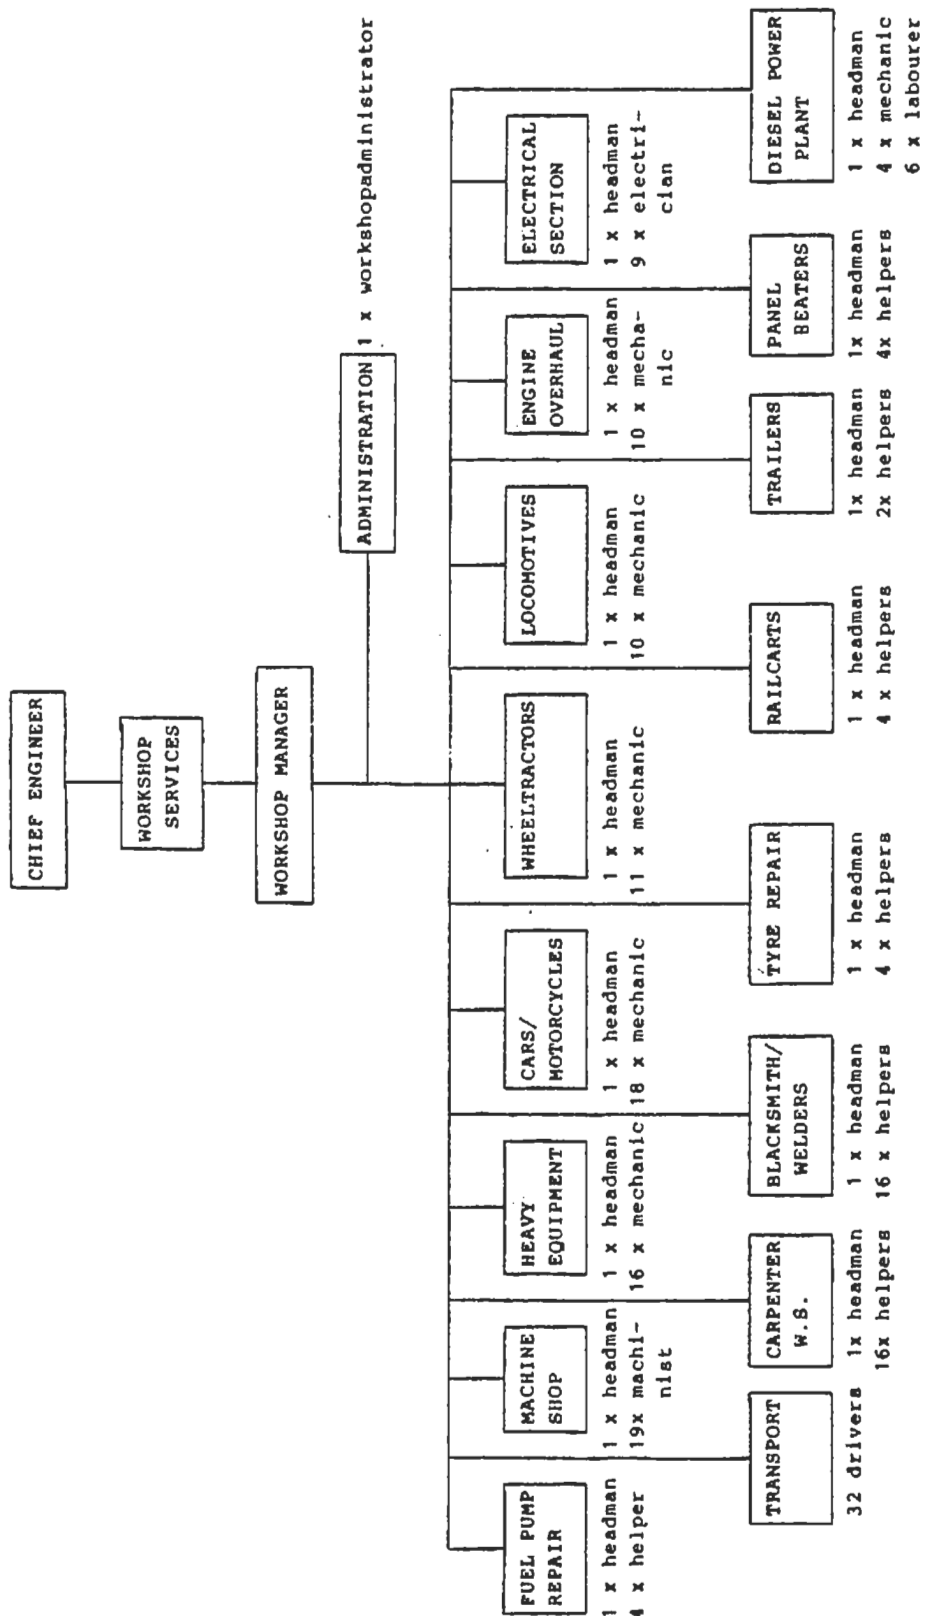 CHIEF ENGINEER
WORKSHOP
SERVICES
WORKSHOP MANAGER
ADMINISTRATION
1 x workshopadministrator
FUEL PUMP
REPAIR
1 x headman
4 x helper
MACHINE
SHOP
1 x headman
19x machi-
nist
HEAVY
EQUIPMENT
1 x headman
16 x mechanic
CARS/
MOTORCYCLES
1 x headman
18 x mechanic
WHEELTRACTORS
1 x headman
11 x mechanic
LOCOMOTIVES
1 x headman
10 x mechanic
ENGINE
OVERHAUL
1 x headman
10 x mecha-
nic
ELECTRICAL
SECTION
1 x headman
9 x electri-
cian
TRANSPORT
32 drivers
CARPENTER
W.S.
1x headman
16x helpers
BLACKSMITH/
WELDERS
1 x headman
16 x helpers
TYRE REPAIR
1 x headman
4 x helpers
RAILCARTS
1 x headman
4 x helpers
TRAILERS
1x headman
2x helpers
PANEL
BEATERS
1x headman
4x helpers
DIESEL POWER
PLANT
1 x headman
4 x mechanic
6 x labourer